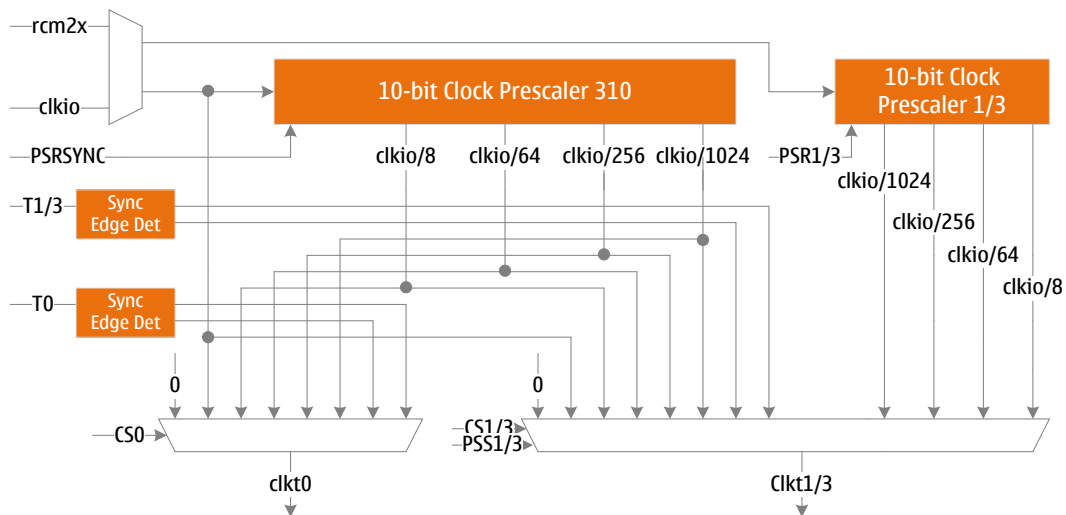 rcm2x
clkio
10-bit Clock Prescaler 310
10-bit Clock
Prescaler 1/3
PSRSYNC
clkio/8
clkio/64
clkio/256
clkio/1024
PSR1/3
clkio/1024
clkio/256
clkio/64
clkio/8
T1/3
Sync
Edge Det
T0
Sync
Edge Det
0
0
CS0
CS1/3
PSS1/3
clkt0
Clkt1/3